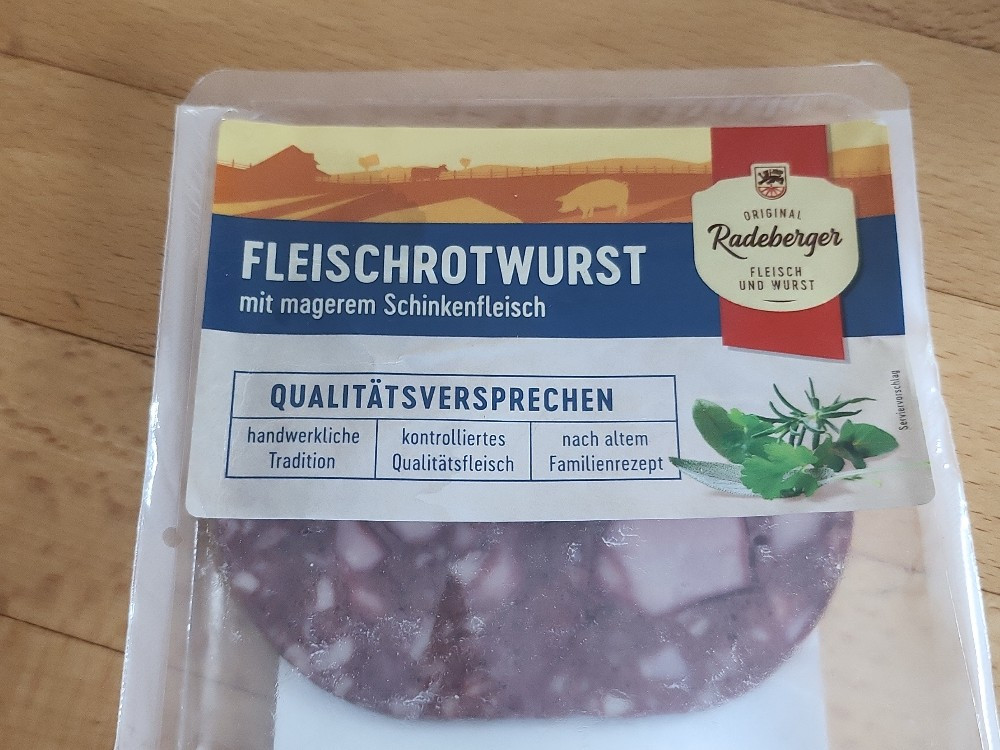 ORIGINAL
Radeberger
FLEISCH
UND WURST
FLEISCHROTWURST
mit magerem Schinkenfleisch
QUALITÄTSVERSPRECHEN
handwerkliche
Tradition
kontrolliertes
Qualitätsfleisch
nach altem
Familienrezept
Serviervorschlag